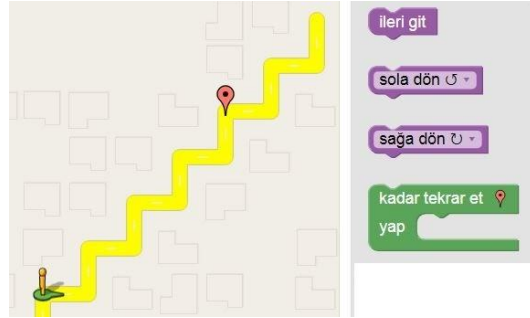 ileri git
sola dön ↺
sağa dön ↻
kadar tekrar et
yap